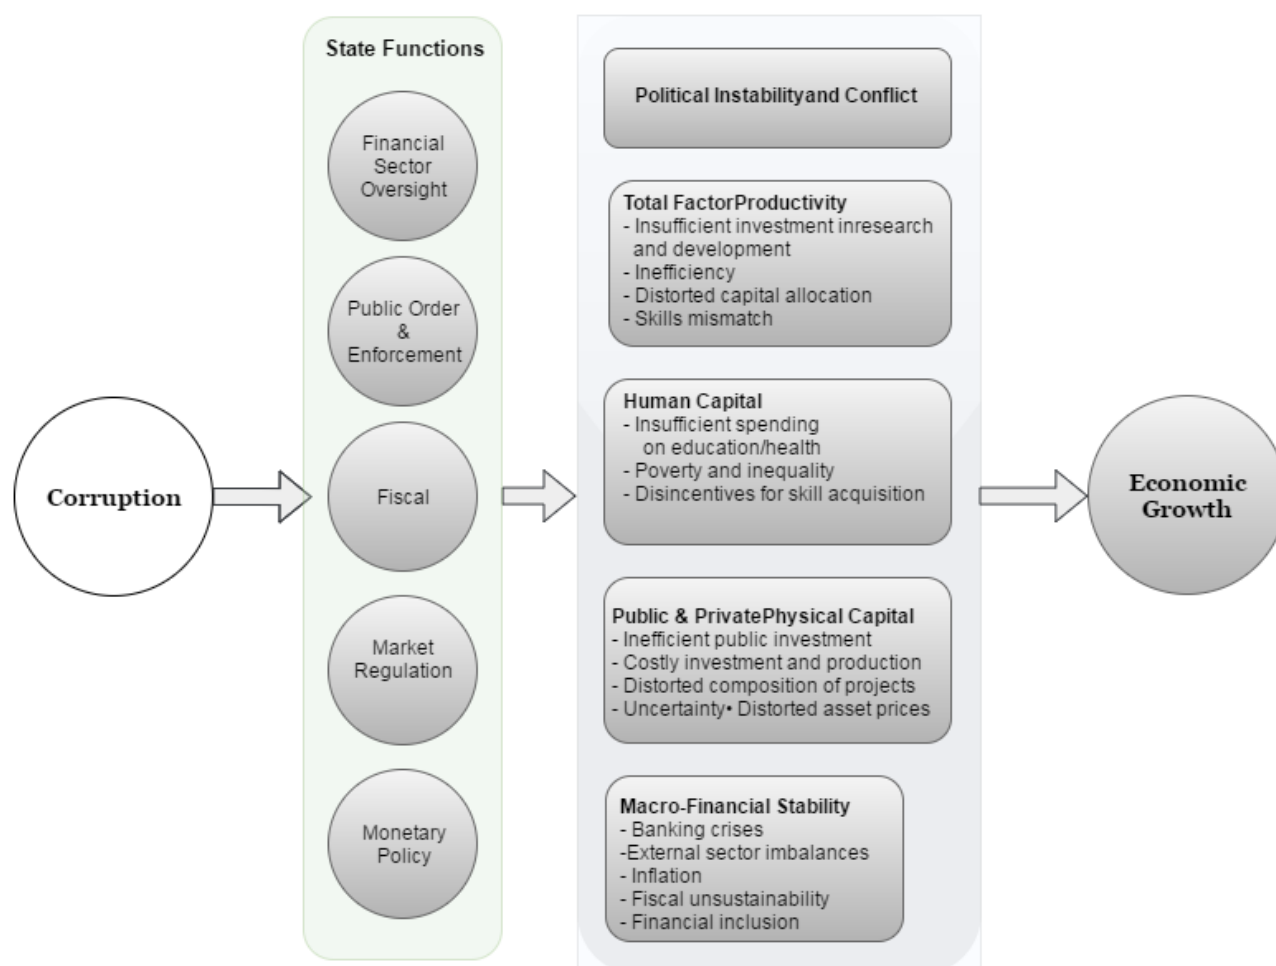 State Functions
Financial
Sector
Oversight
Public Order
&
Enforcement
Fiscal
Market
Regulation
Monetary
Policy
Corruption
Political Instabilityand Conflict
Total FactorProductivity
- Insufficient investment inresearch
and development
- Inefficiency
- Distorted capital allocation
- Skills mismatch
Human Capital
- Insufficient spending
on education/health
- Poverty and inequality
- Disincentives for skill acquisition
Public & PrivatePhysical Capital
- Inefficient public investment
- Costly investment and production
- Distorted composition of projects
- Uncertainty• Distorted asset prices
Macro-Financial Stability
- Banking crises
-External sector imbalances
- Inflation
- Fiscal unsustainability
- Financial inclusion
Economic
Growth